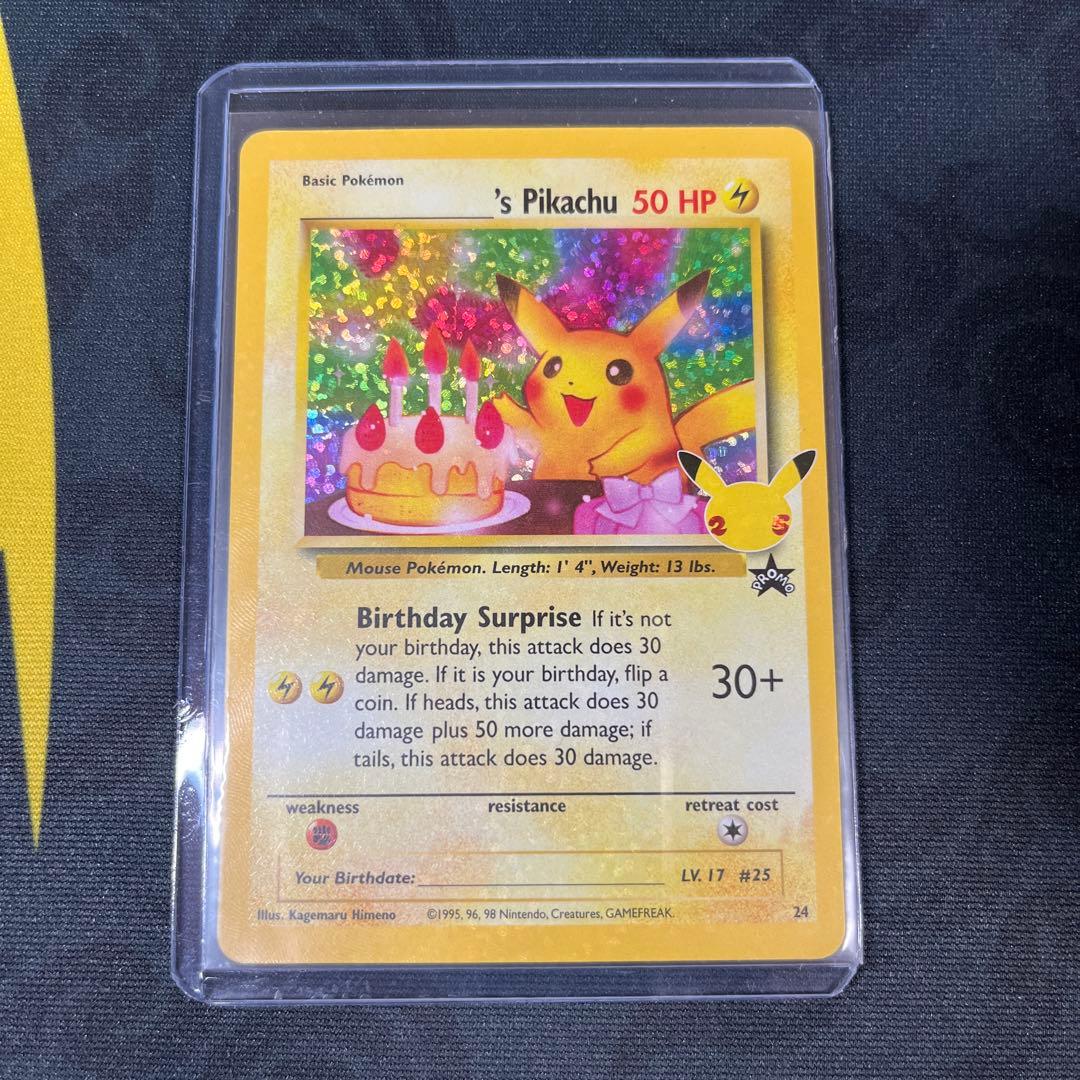 Basic Pokémon
's Pikachu 50 HP
25
Mouse Pokémon. Length: 1' 4", Weight: 13 lbs.
PROMO
Birthday Surprise If it's not
your birthday, this attack does 30
damage. If it is your birthday, flip a
coin. If heads, this attack does 30
damage plus 50 more damage; if
tails, this attack does 30 damage.
30+
weakness resistance retreat cost
Your Birthdate: LV. 17 #25
Illus. Kagemaru Himeno ©1995, 96, 98 Nintendo, Creatures, GAMEFREAK. 24